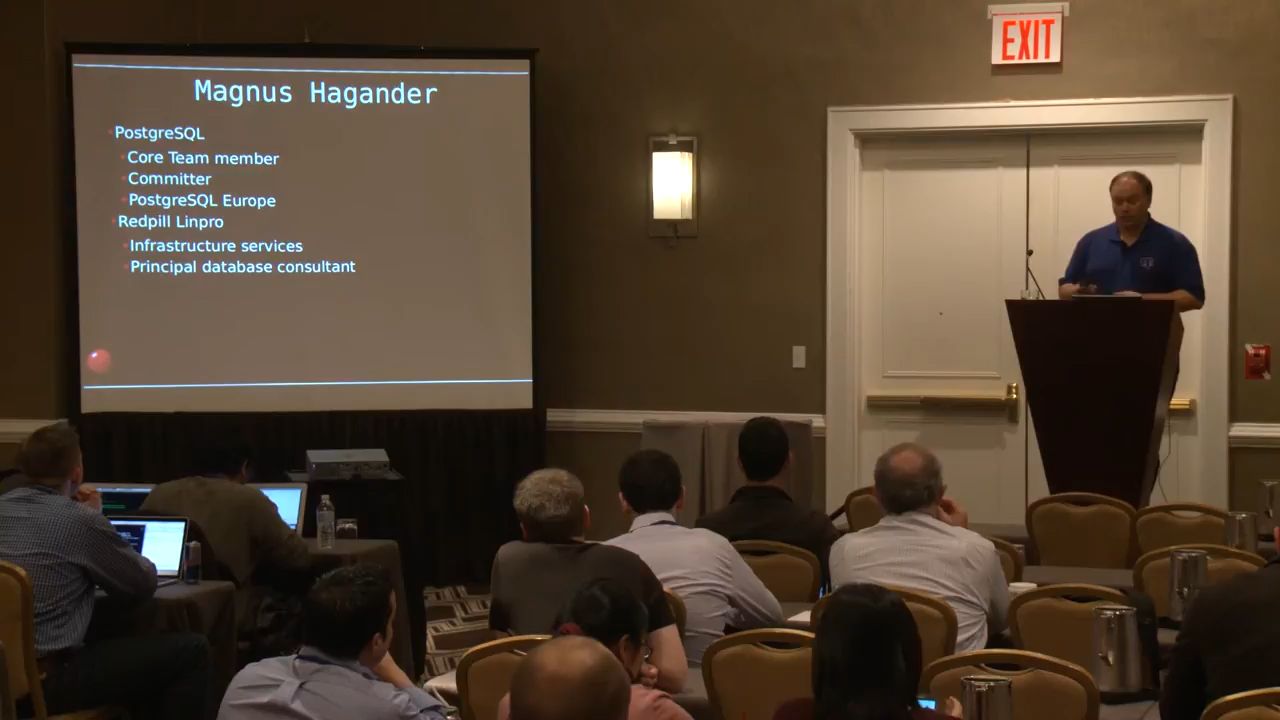 Magnus Hagander
PostgreSQL
Core Team member
Committer
PostgreSQL Europe
Redpill Linpro
Infrastructure services
Principal database consultant
EXIT